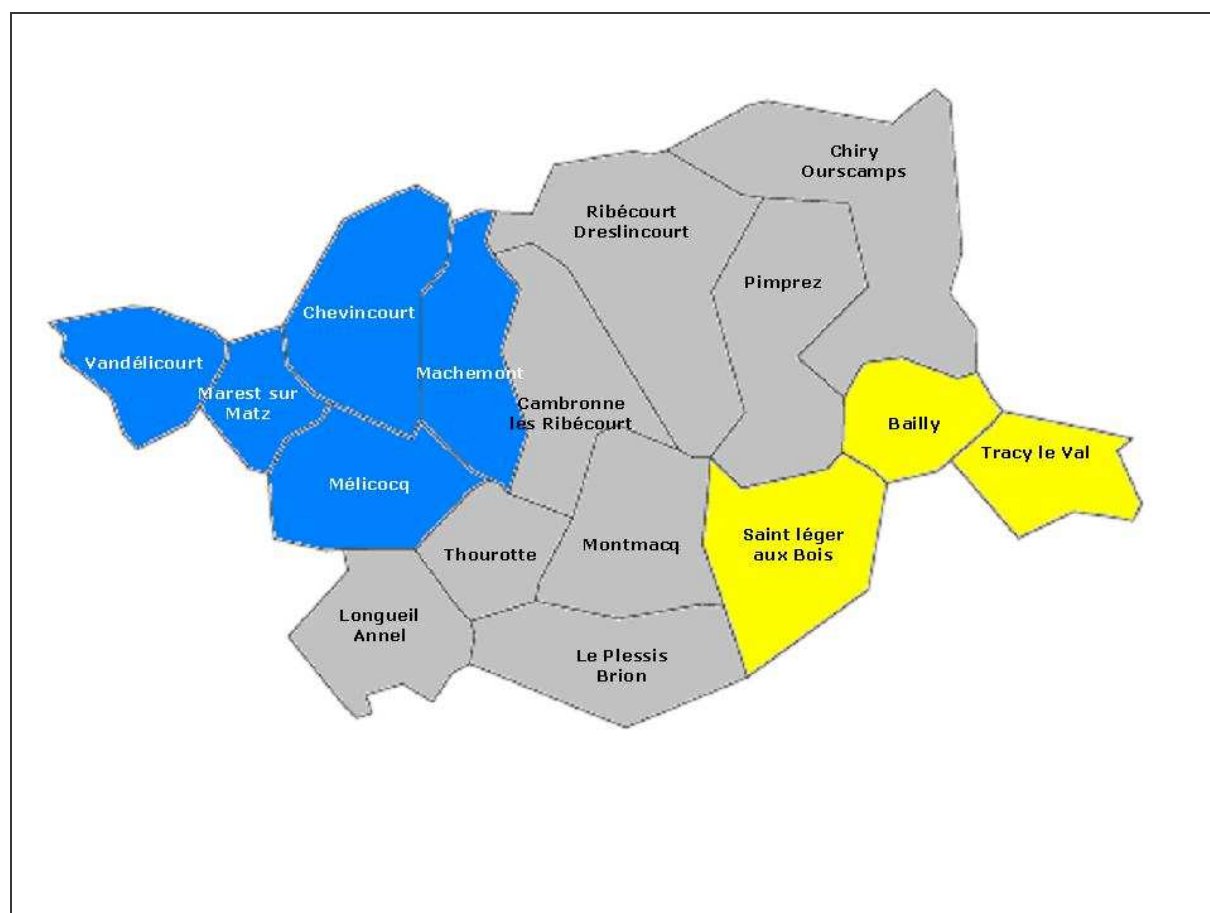 Chiry
Ourscamps
Ribécourt
Dreslincourt
Pimprez
Chevincourt
Vandélicourt
Machemont
Marest sur
Matz
Cambronne
les Ribécourt
Bailly
Tracy le Val
Mélicocq
Saint léger
aux Bois
Thourotte
Montmacq
Longueil
Annel
Le Plessis
Brion